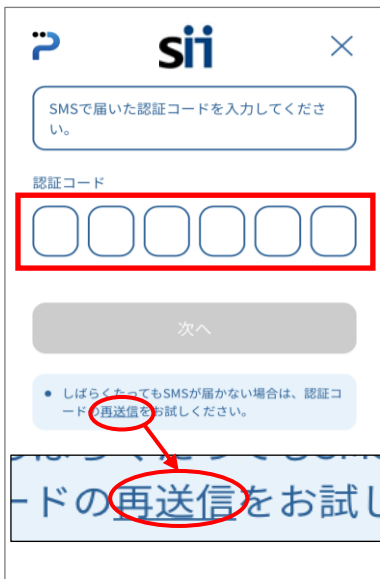 sii
SMSで届いた認証コードを入力してくださ
い。
認証コード
次へ
しばらくたってもSMSが届かない場合は、認証コ
ードの再送信をお試しください。
ードの再送信をお試し